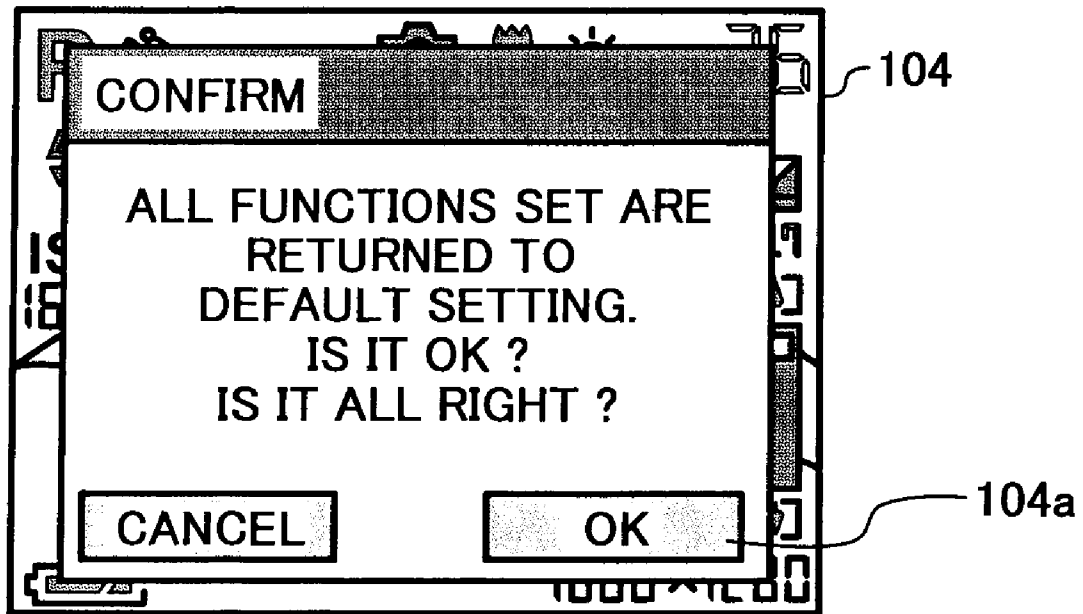 CONFIRM
ALL FUNCTIONS SET ARE
RETURNED TO
DEFAULT SETTING.
IS IT OK ?
IS IT ALL RIGHT ?
CANCEL
OK
104
104a